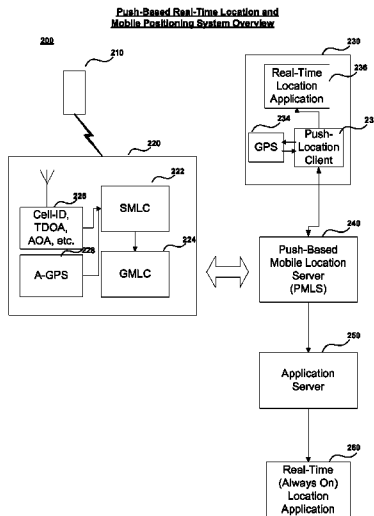 Push-Based Real-Time Location and
Mobile Positioning System Overview
200
210
220
222
SMLC
226
Cell-ID,
TDOA,
AOA, etc.
228
A-GPS
224
GMLC
230
236
Real-Time
Location
Application
234
GPS
23
Push-
Location
Client
240
Push-Based
Mobile Location
Server
(PMLS)
250
Application
Server
260
Real-Time
(Always On)
Location
Application